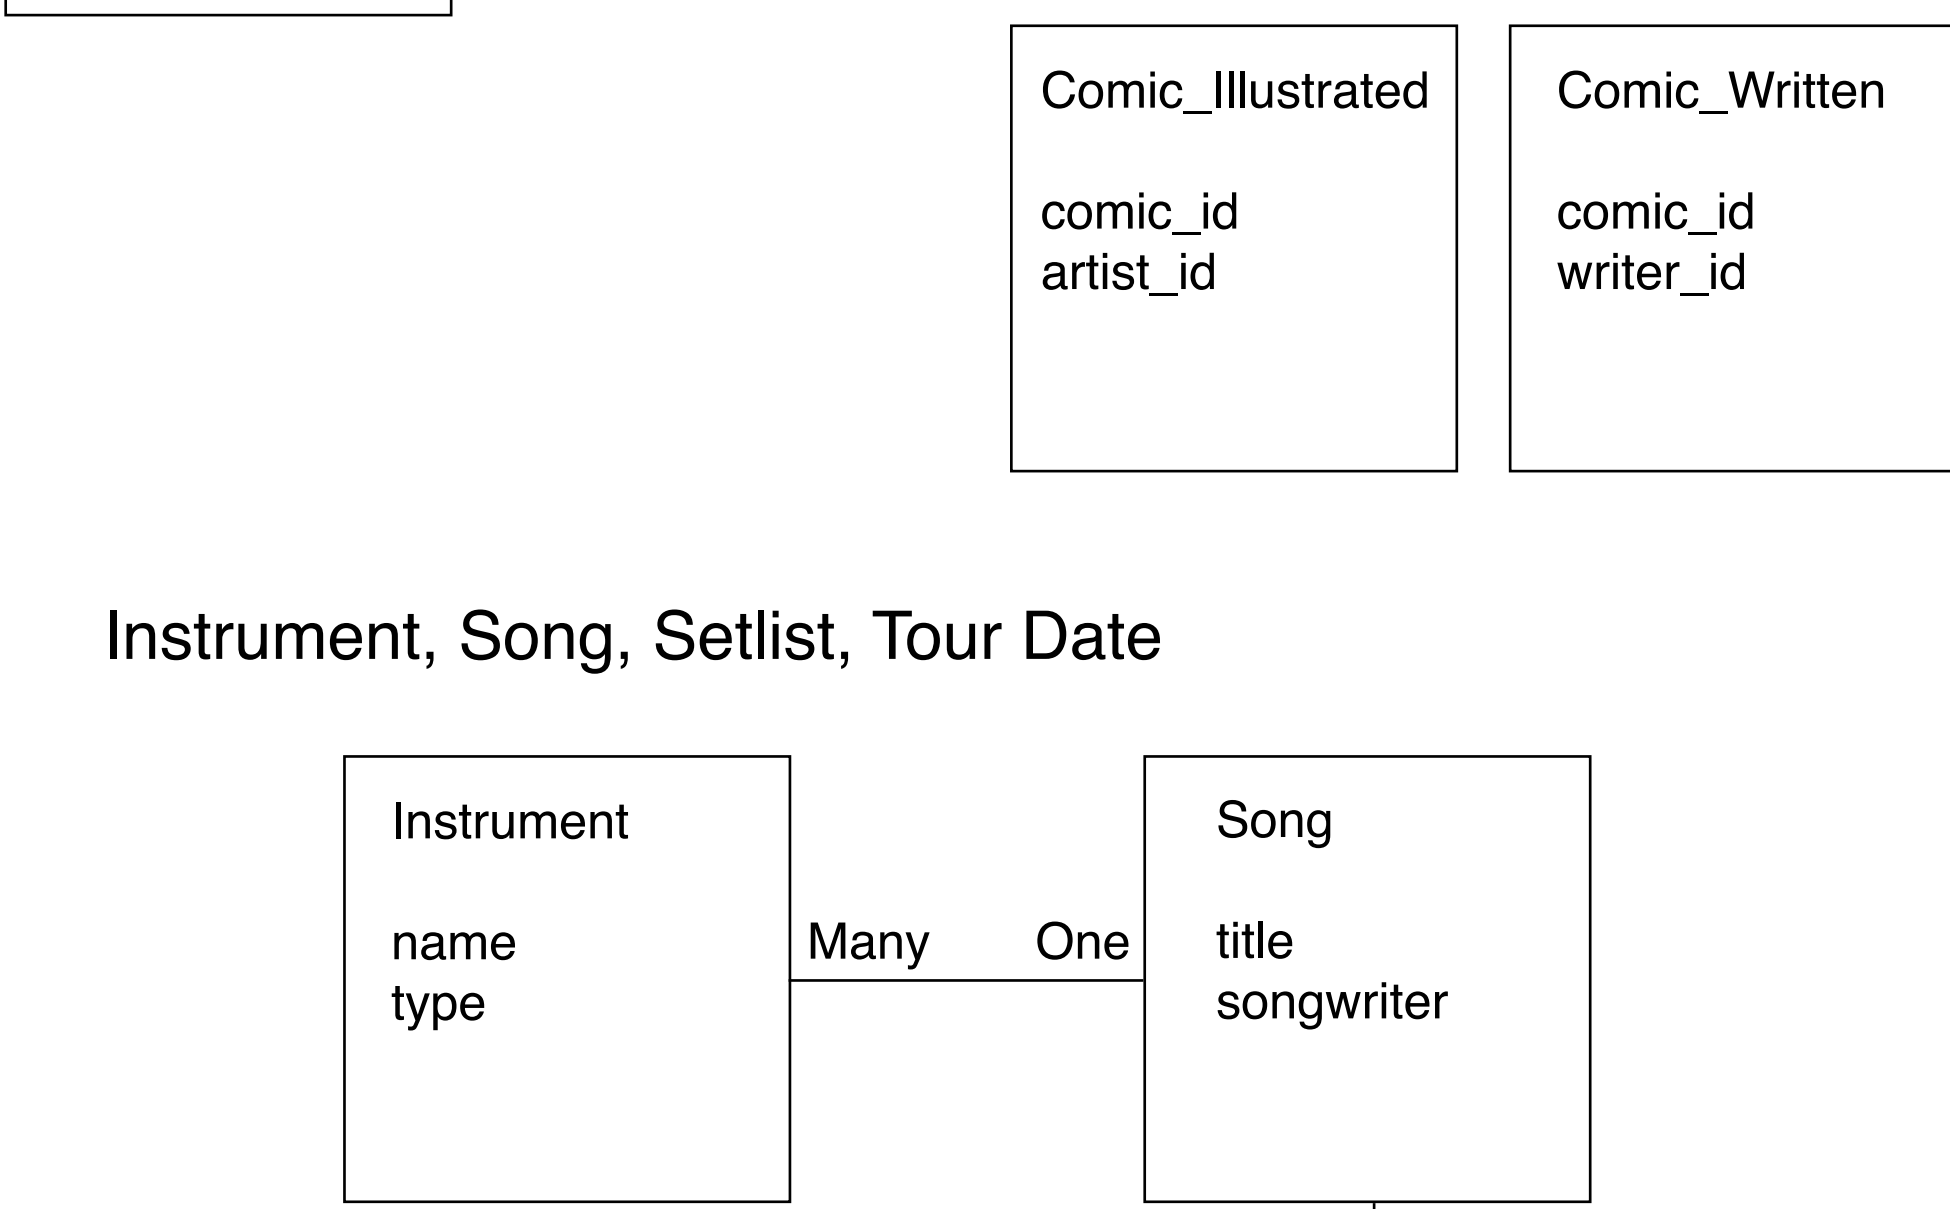 Comic_Illustrated
comic_id
artist_id
Comic_Written
comic_id
writer_id
Instrument, Song, Setlist, Tour Date
Instrument
name
type
Many
One
Song
title
songwriter